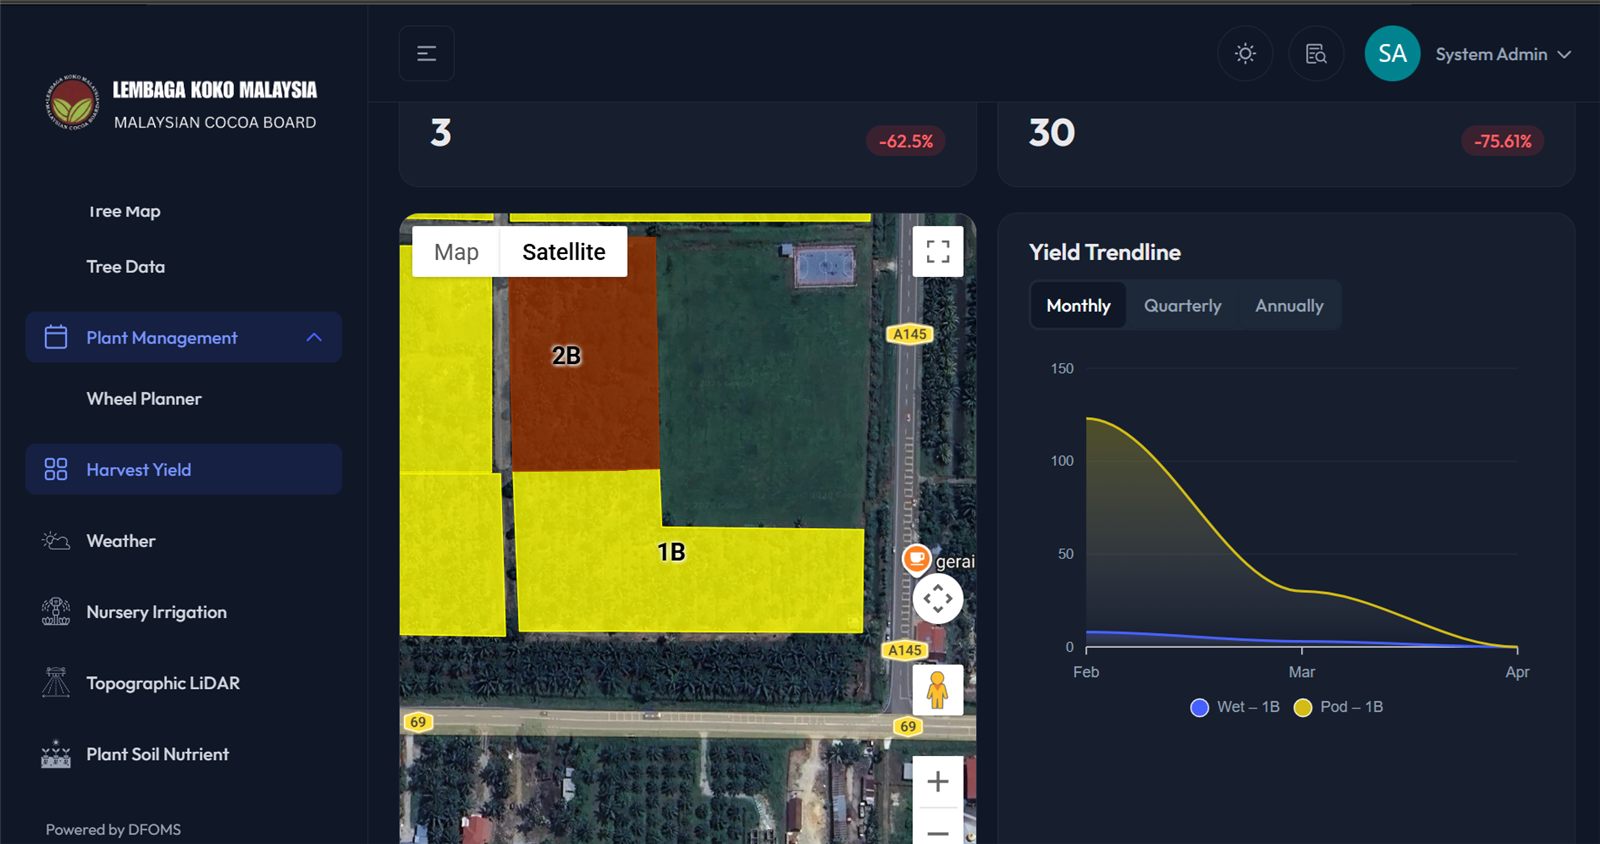 LEMBAGA KOKO MALAYSIA
MALAYSIAN COCOA BOARD
Tree Map
Tree Data
Plant Management
Wheel Planner
Harvest Yield
Weather
Nursery Irrigation
Topographic LiDAR
Plant Soil Nutrient
Powered by DFOMS
SA
System Admin
3
-62.5%
30
-75.61%
Map
Satellite
2B
1B
A145
gerai
A145
69
69
Yield Trendline
Monthly
Quarterly
Annually
150
100
50
0
Feb
Mar
Apr
Wet – 1B
Pod – 1B